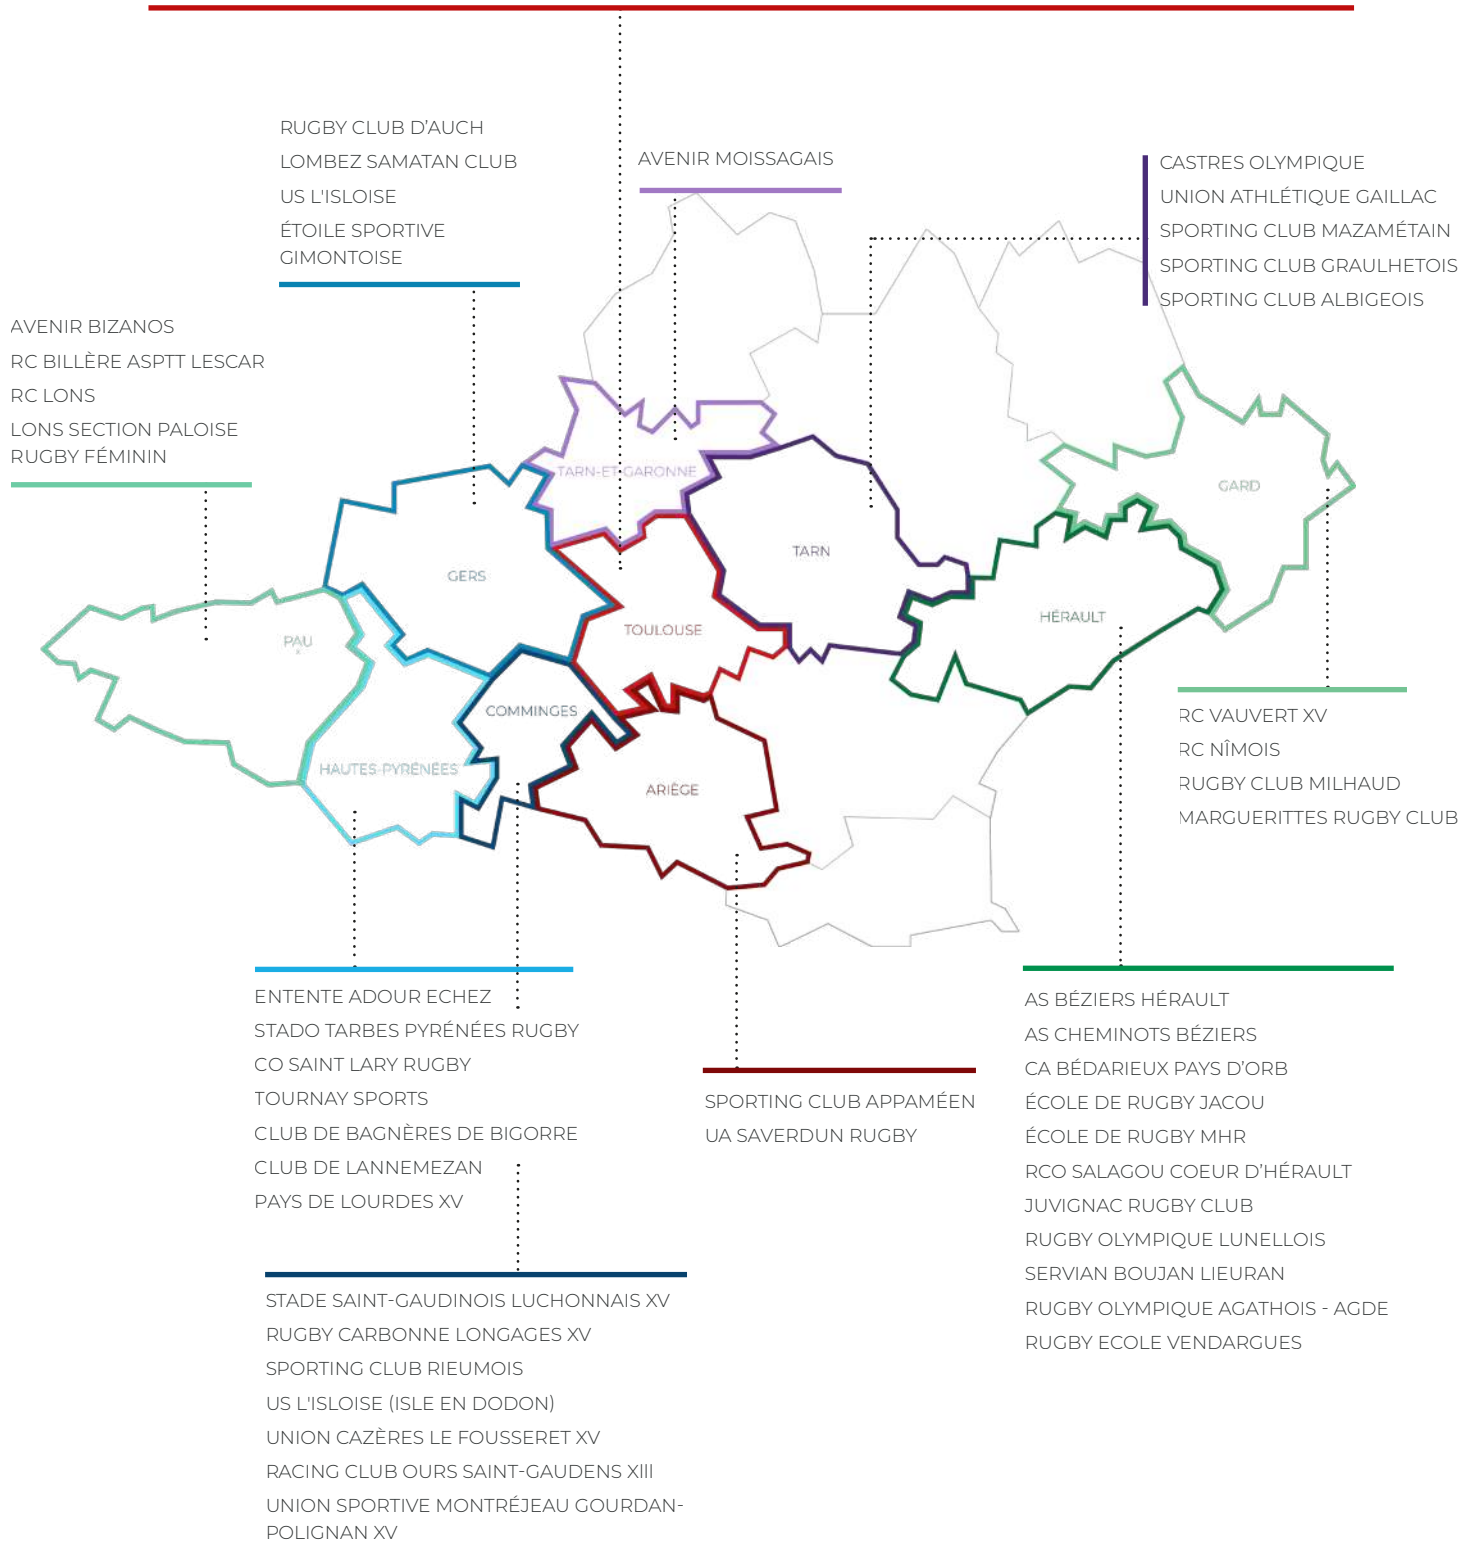 RUGBY CLUB D’AUCH
LOMBEZ SAMATAN CLUB
US L'ISLOISE
ÉTOILE SPORTIVE
GIMONTOISE
AVENIR MOISSAGAIS
CASTRES OLYMPIQUE
UNION ATHLÉTIQUE GAILLAC
SPORTING CLUB MAZAMÉTAIN
SPORTING CLUB GRAULHETOIS
SPORTING CLUB ALBIGEOIS
AVENIR BIZANOS
RC BILLÈRE ASPTT LESCAR
RC LONS
LONS SECTION PALOISE
RUGBY FÉMININ
TARN-ET-GARONNE
GARD
TARN
GERS
HÉRAULT
TOULOUSE
PAU
x
COMMINGES
HAUTES-PYRÉNÉES
ARIÈGE
RC VAUVERT XV
RC NÎMOIS
RUGBY CLUB MILHAUD
MARGUERITTES RUGBY CLUB
ENTENTE ADOUR ECHEZ
STADO TARBES PYRÉNÉES RUGBY
CO SAINT LARY RUGBY
TOURNAY SPORTS
CLUB DE BAGNÈRES DE BIGORRE
CLUB DE LANNEMEZAN
PAYS DE LOURDES XV
SPORTING CLUB APPAMÉEN
UA SAVERDUN RUGBY
AS BÉZIERS HÉRAULT
AS CHEMINOTS BÉZIERS
CA BÉDARIEUX PAYS D’ORB
ÉCOLE DE RUGBY JACOU
ÉCOLE DE RUGBY MHR
RCO SALAGOU COEUR D’HÉRAULT
JUVIGNAC RUGBY CLUB
RUGBY OLYMPIQUE LUNELLOIS
SERVIAN BOUJAN LIEURAN
RUGBY OLYMPIQUE AGATHOIS - AGDE
RUGBY ECOLE VENDARGUES
STADE SAINT-GAUDINOIS LUCHONNAIS XV
RUGBY CARBONNE LONGAGES XV
SPORTING CLUB RIEUMOIS
US L'ISLOISE (ISLE EN DODON)
UNION CAZÈRES LE FOUSSERET XV
RACING CLUB OURS SAINT-GAUDENS XIII
UNION SPORTIVE MONTRÉJEAU GOURDAN-
POLIGNAN XV